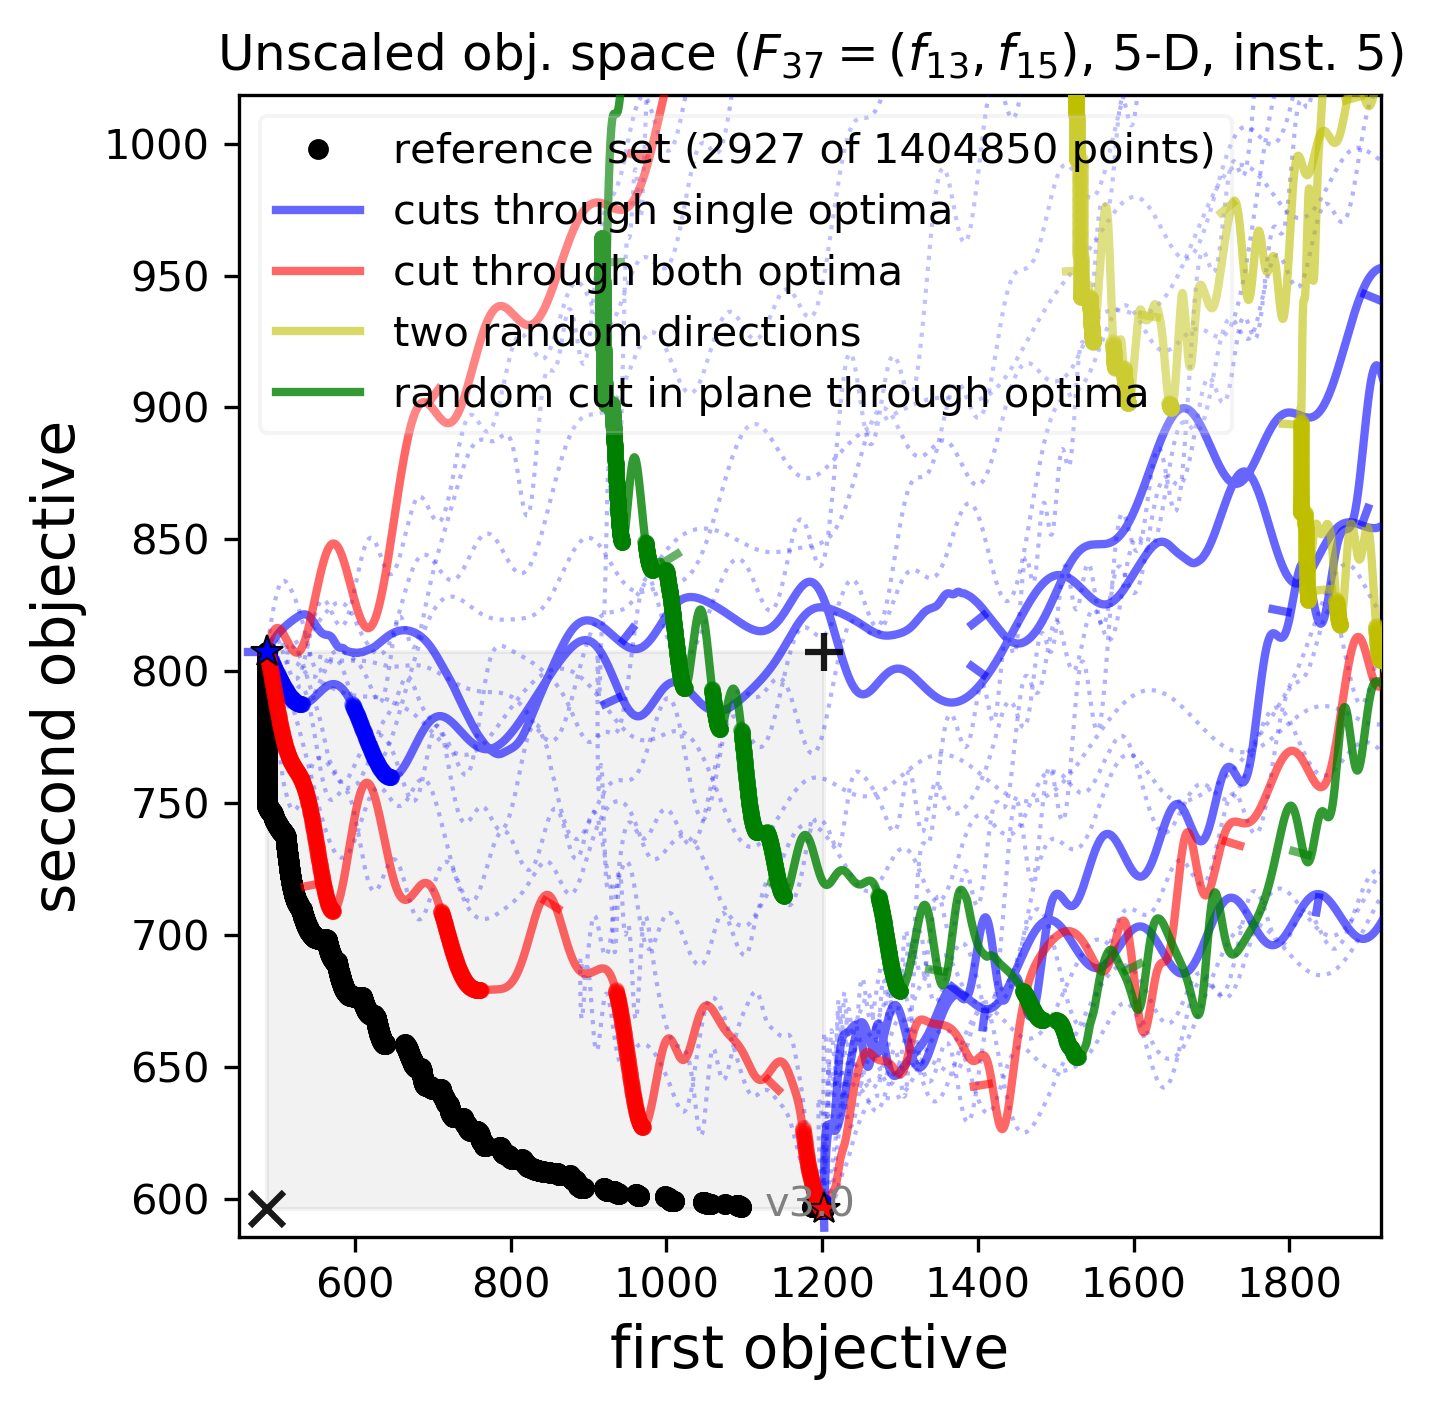 Unscaled obj. space (F₃₇ = (f₁₃, f₁₅), 5-D, inst. 5)
reference set (2927 of 1404850 points)
cuts through single optima
cut through both optima
two random directions
random cut in plane through optima
1000
950
900
850
800
750
700
650
600
second objective
v3.0
600 800 1000 1200 1400 1600 1800
first objective